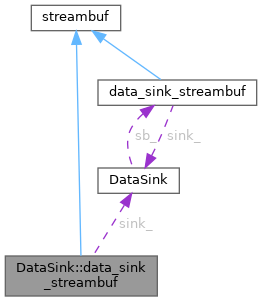 streambuf
data_sink_streambuf
sb_
sink_
DataSink
sink_
DataSink::data_sink
_streambuf